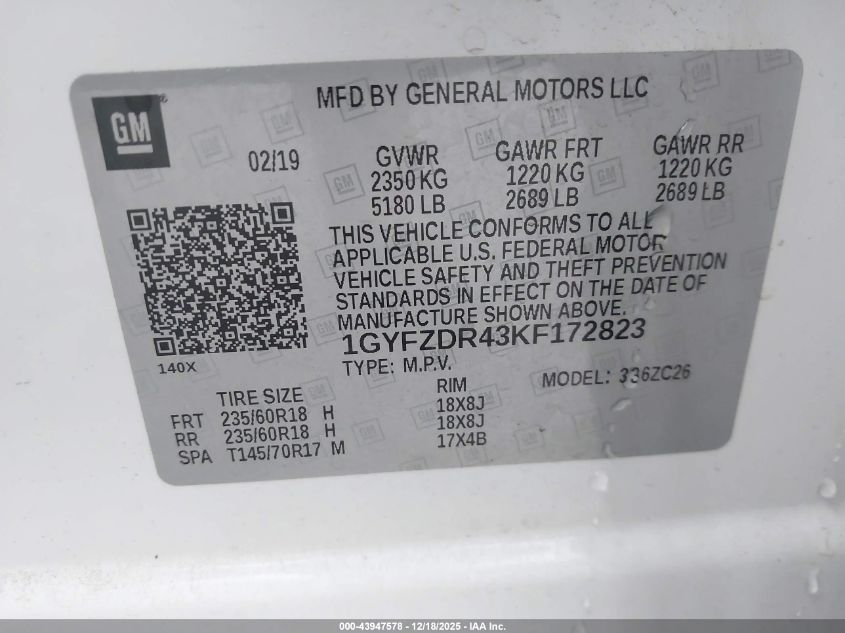 GM
MFD BY GENERAL MOTORS LLC
02/19
GVWR GAWR FRT GAWR RR
2350 KG 1220 KG 1220 KG
5180 LB 2689 LB 2689 LB
THIS VEHICLE CONFORMS TO ALL
APPLICABLE U.S. FEDERAL MOTOR
VEHICLE SAFETY AND THEFT PREVENTION
STANDARDS IN EFFECT ON THE DATE OF
MANUFACTURE SHOWN ABOVE.
1GYFZDR43KF172823
140X
TYPE: M.P.V.
MODEL: 336ZC26
TIRE SIZE RIM
FRT 235/60R18 H 18X8J
RR 235/60R18 H 18X8J
SPA T145/70R17 M 17X4B
000-43947578 - 12/18/2025 - IAA Inc.